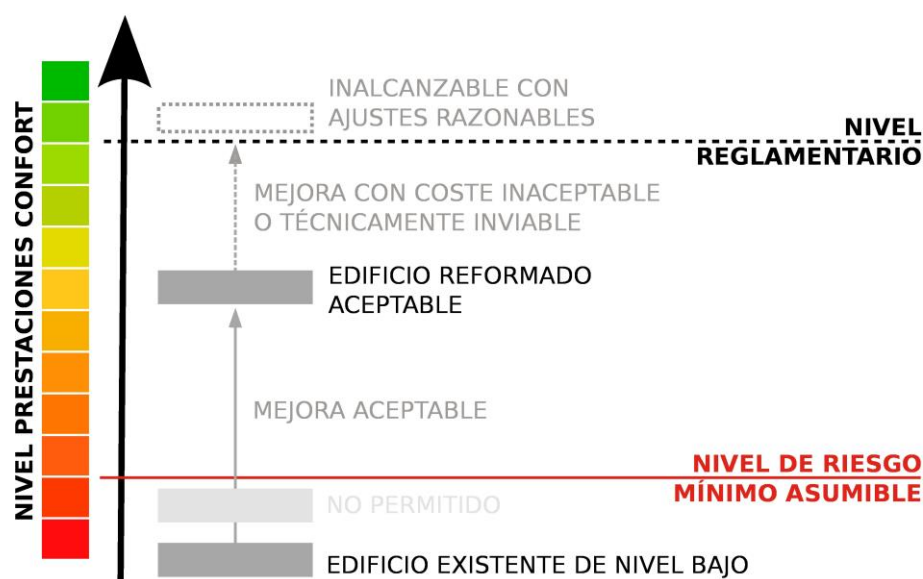 NIVEL PRESTACIONES CONFORT
INALCANZABLE CON
AJUSTES RAZONABLES
NIVEL
REGLAMENTARIO
MEJORA CON COSTE INACEPTABLE
O TÉCNICAMENTE INVIABLE
EDIFICIO REFORMADO
ACEPTABLE
MEJORA ACEPTABLE
NIVEL DE RIESGO
MÍNIMO ASUMIBLE
NO PERMITIDO
EDIFICIO EXISTENTE DE NIVEL BAJO